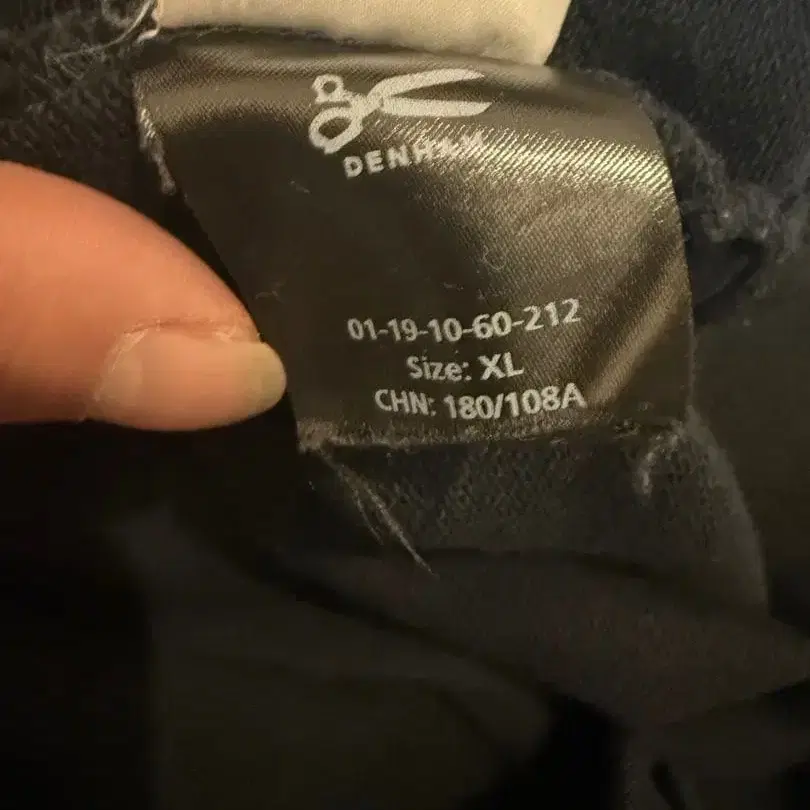 DENHAM
01-19-10-60-212
Size: XL
CHN: 180/108A